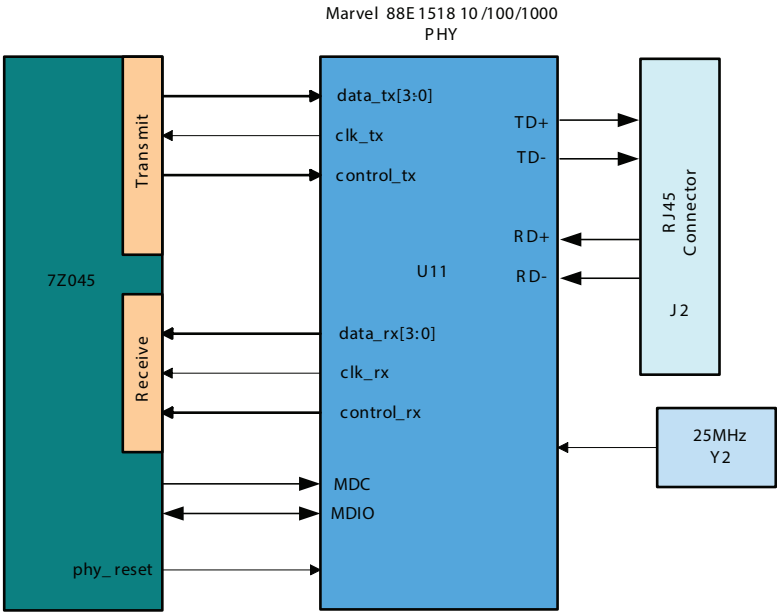 Marvel 88E1518 10/100/1000
PHY
Transmit
data_tx[3:0]
clk_tx
control_tx
TD+
TD-
RD+
RD-
RJ45
Connector
J2
U11
7Z045
Receive
data_rx[3:0]
clk_rx
control_rx
25MHz
Y2
MDC
MDIO
phy_reset